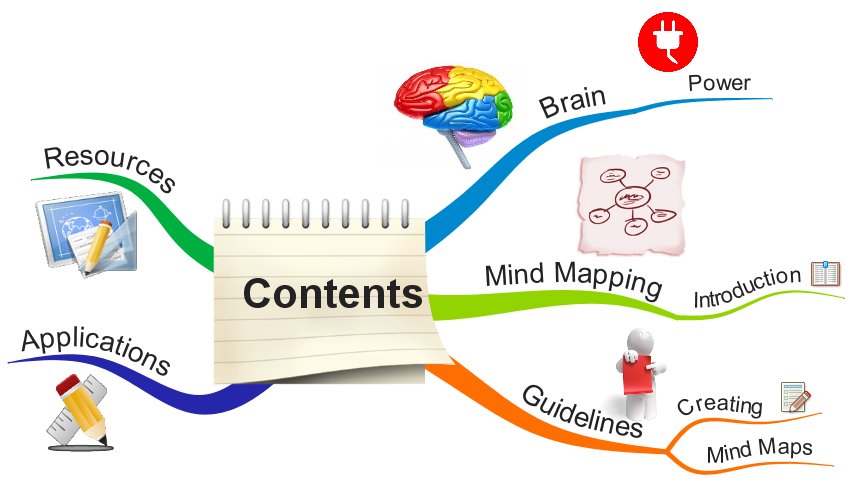 Contents
Brain
Power
Mind Mapping
Introduction
Guidelines
Creating
Mind Maps
Applications
Resources